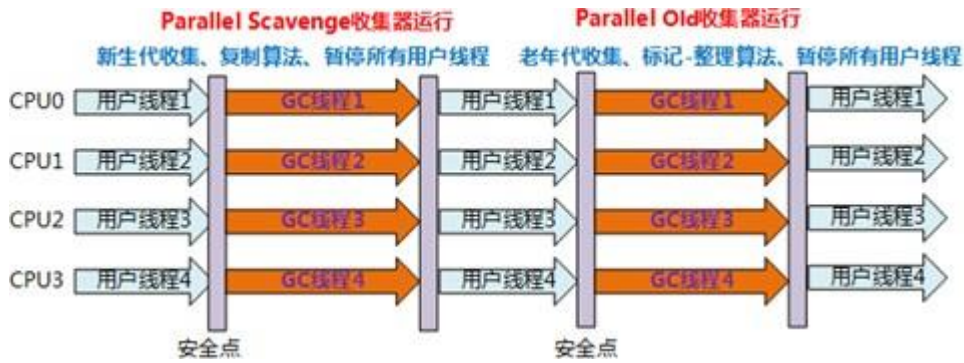 Parallel Scavenge收集器运行 Parallel Old收集器运行
新生代收集、复制算法、暂停所有用户线程 老年代收集、标记-整理算法、暂停所有用户线程
CPU0 用户线程1 GC线程1 用户线程1 GC线程1 用户线程1
CPU1 用户线程2 GC线程2 用户线程2 GC线程2 用户线程2
CPU2 用户线程3 GC线程3 用户线程3 GC线程3 用户线程3
CPU3 用户线程4 GC线程4 用户线程4 GC线程4 用户线程4
安全点 安全点